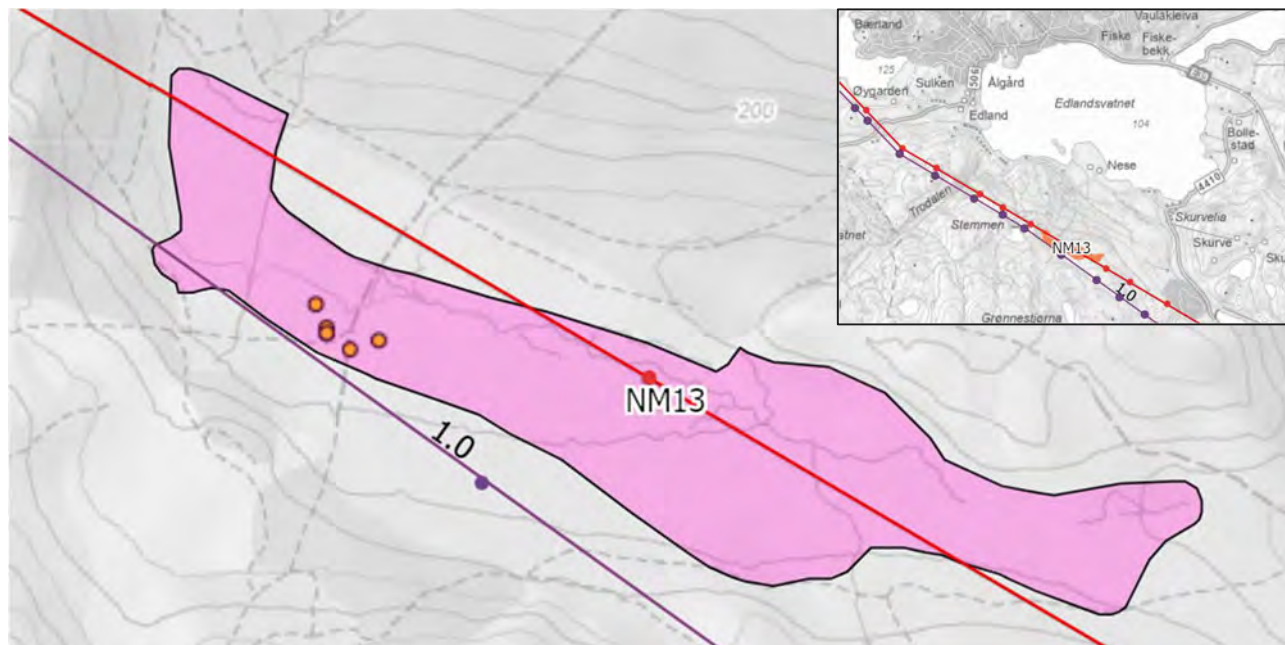 200
NM13
1.0
Vaulakleiva
Bærland
Fiske
Fiske-
bekk
E39
125
Sulken
506
Ålgård
Øygarden
Edlandsvatnet
Edland
104
Bolle-
stad
Nese
4410
Trodalen
Skurvelia
Stemmen
Skurve
NM13
1.0
Grønnestjørna